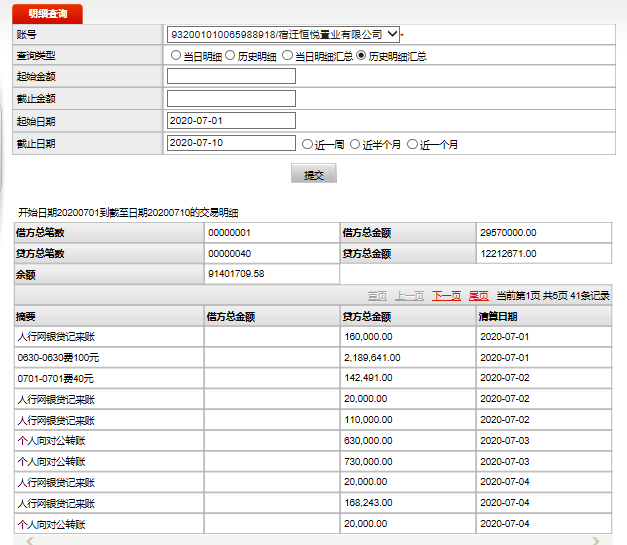 明细查询
账号 932001010065988918/宿迁恒悦置业有限公司 *
查询类型 当日明细 历史明细 当日明细汇总 历史明细汇总
起始金额
截止金额
起始日期 2020-07-01
截止日期 2020-07-10 近一周 近半个月 近一个月
提交
开始日期20200701到截至日期20200710的交易明细
借方总笔数 00000001 借方总金额 29570000.00
贷方总笔数 00000040 贷方总金额 12212671.00
余额 91401709.58
首页 上一页 下一页 尾页 当前第1页 共5页 41条记录
摘要 借方总金额 贷方总金额 清算日期
人行网银贷记来账 160,000.00 2020-07-01
0630-0630费100元 2,189,641.00 2020-07-01
0701-0701费40元 142,491.00 2020-07-02
人行网银贷记来账 20,000.00 2020-07-02
人行网银贷记来账 110,000.00 2020-07-02
个人向对公转账 630,000.00 2020-07-03
个人向对公转账 730,000.00 2020-07-03
人行网银贷记来账 20,000.00 2020-07-04
人行网银贷记来账 168,243.00 2020-07-04
个人向对公转账 20,000.00 2020-07-04